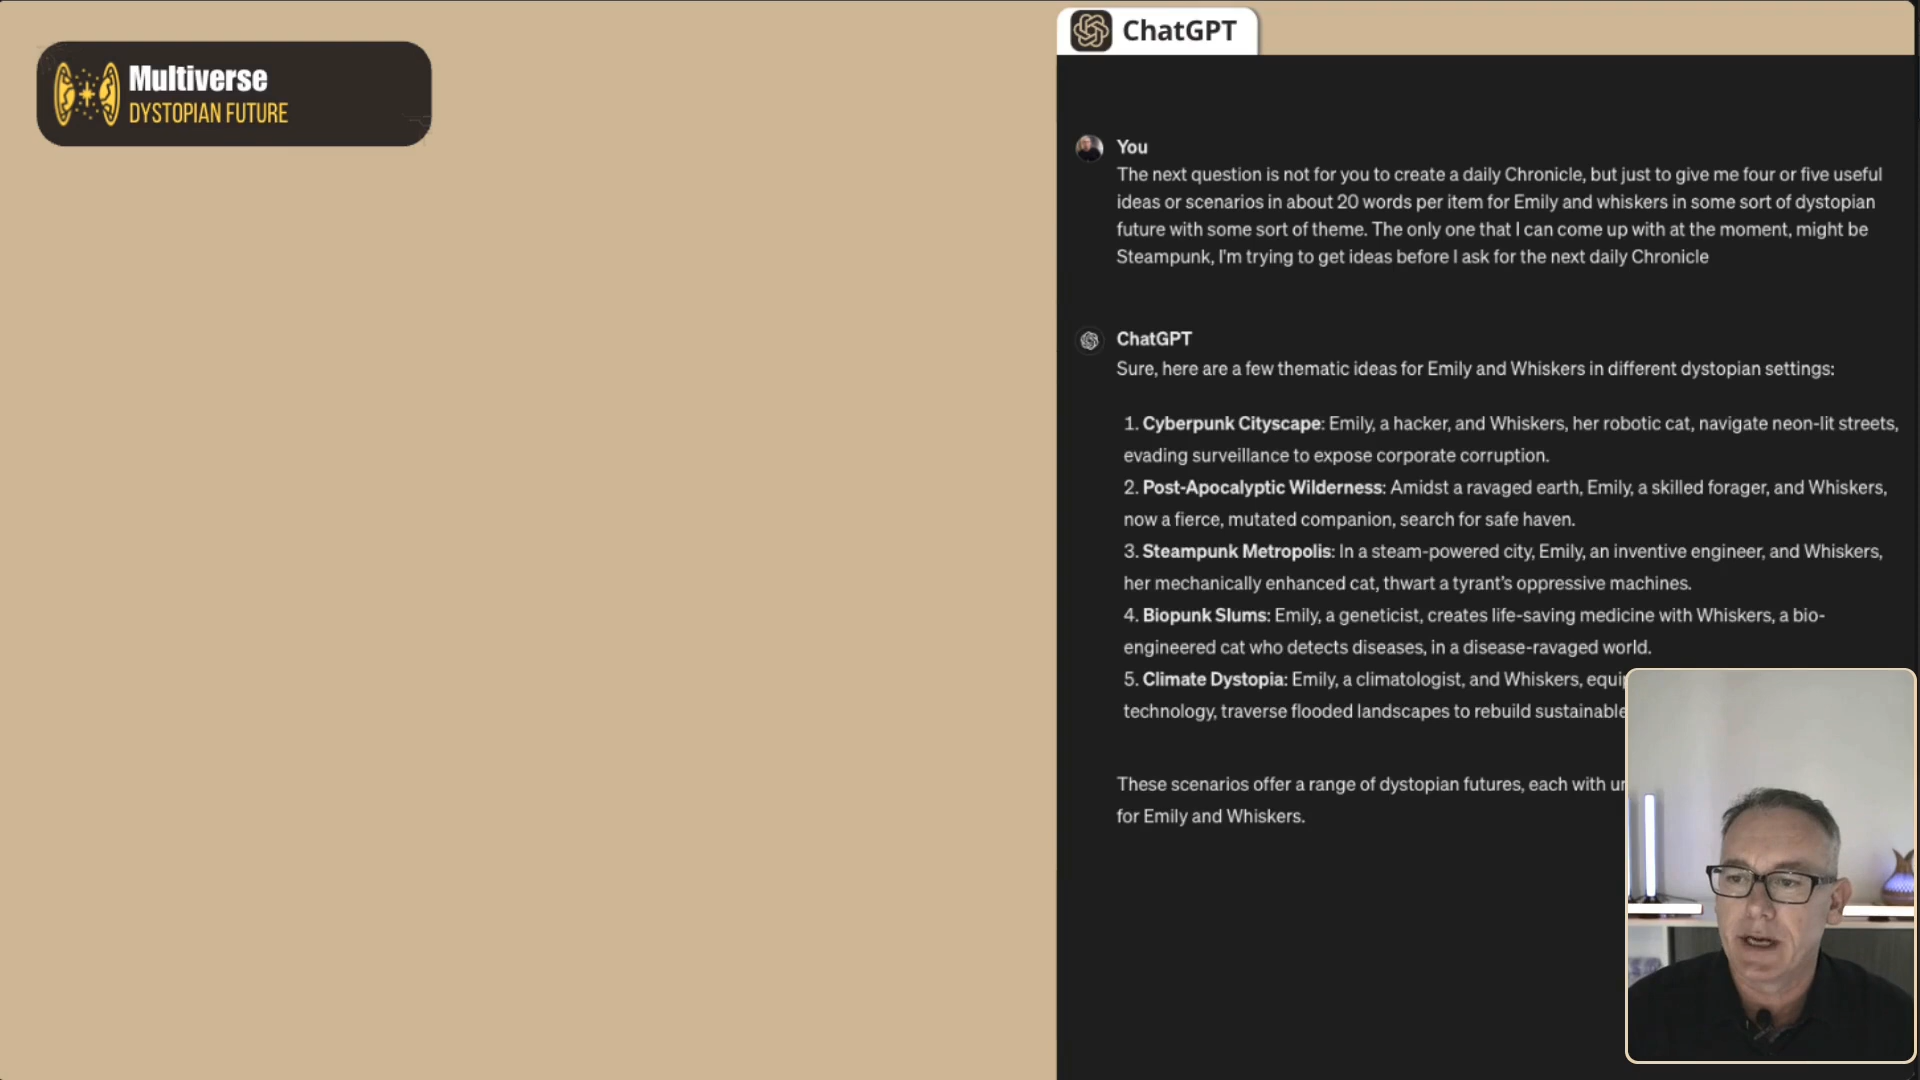 Multiverse
DYSTOPIAN FUTURE
ChatGPT
You
The next question is not for you to create a daily Chronicle, but just to give me four or five useful
ideas or scenarios in about 20 words per item for Emily and whiskers in some sort of dystopian
future with some sort of theme. The only one that I can come up with at the moment, might be
Steampunk, I'm trying to get ideas before I ask for the next daily Chronicle
ChatGPT
Sure, here are a few thematic ideas for Emily and Whiskers in different dystopian settings:
1. Cyberpunk Cityscape: Emily, a hacker, and Whiskers, her robotic cat, navigate neon-lit streets,
evading surveillance to expose corporate corruption.
2. Post-Apocalyptic Wilderness: Amidst a ravaged earth, Emily, a skilled forager, and Whiskers,
now a fierce, mutated companion, search for safe haven.
3. Steampunk Metropolis: In a steam-powered city, Emily, an inventive engineer, and Whiskers,
her mechanically enhanced cat, thwart a tyrant's oppressive machines.
4. Biopunk Slums: Emily, a geneticist, creates life-saving medicine with Whiskers, a bio-
engineered cat who detects diseases, in a disease-ravaged world.
5. Climate Dystopia: Emily, a climatologist, and Whiskers,
technology, traverse flooded landscapes to rebuild sustainable
These scenarios offer a range of dystopian futures, each with
for Emily and Whiskers.